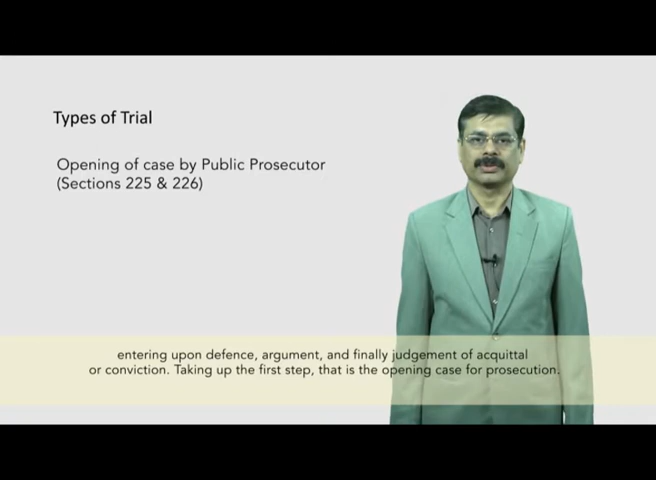 Types of Trial
Opening of case by Public Prosecutor
(Sections 225 & 226)
entering upon defence, argument, and finally judgement of acquittal
or conviction. Taking up the first step, that is the opening case for prosecution.